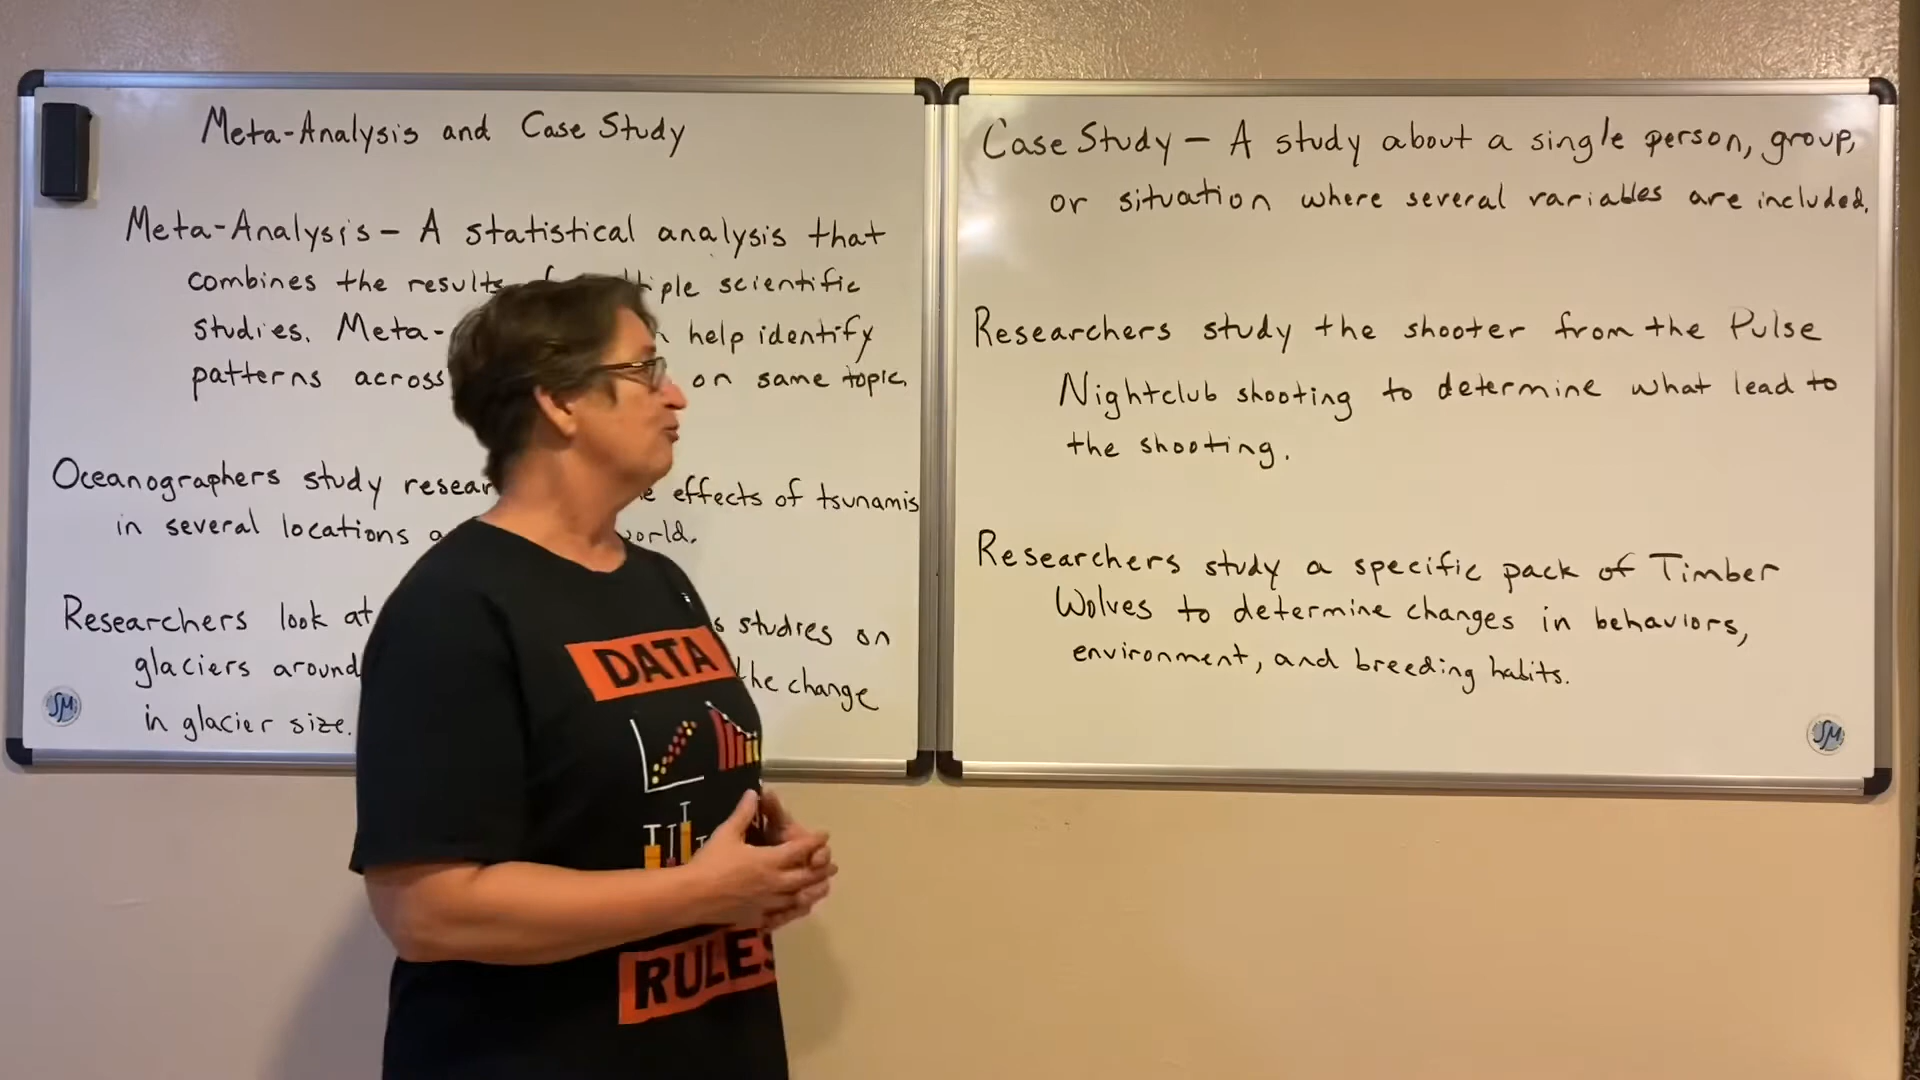 Meta-Analysis and Case Study
Meta-Analysis - A statistical analysis that
combines the results scientific
studies. Meta- help identify
patterns across on same topic.
Oceanographers study effects of tsunamis
in several locations
Researchers look at studies on
glaciers around the change
in glacier size.
SM
Case Study - A study about a single person, group,
or situation where several variables are included.
Researchers study the shooter from the Pulse
Nightclub shooting to determine what lead to
the shooting.
Researchers study a specific pack of Timber
Wolves to determine changes in behaviors,
environment, and breeding habits.
SM
DATA
RULES